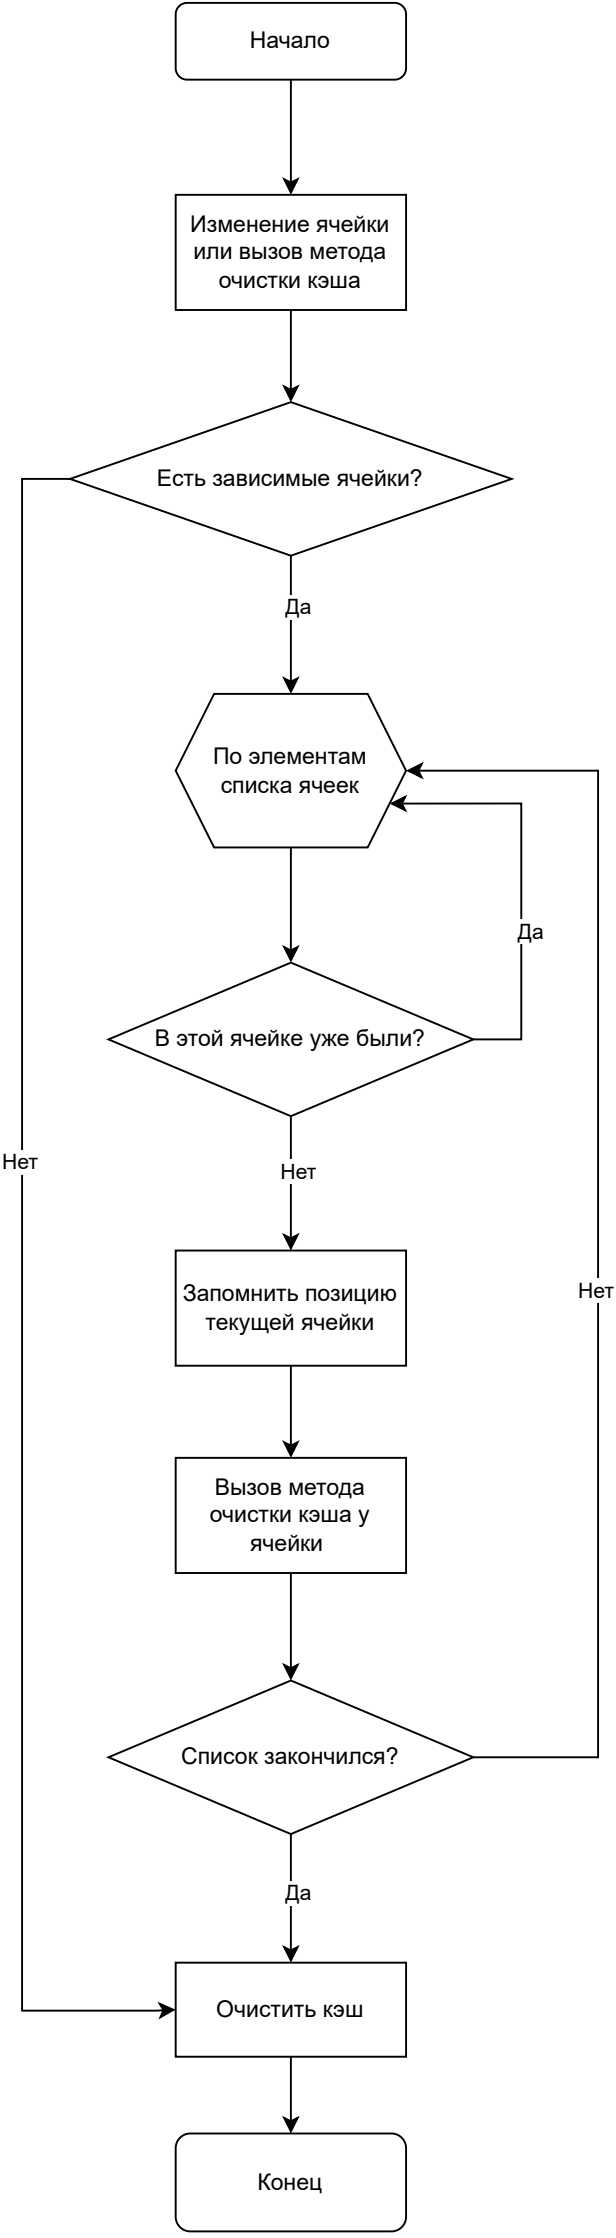 Начало
Изменение ячейки
или вызов метода
очистки кэша
Есть зависимые ячейки?
Да
По элементам
списка ячеек
Да
В этой ячейке уже были?
Нет
Нет
Запомнить позицию
текущей ячейки
Нет
Вызов метода
очистки кэша у
ячейки
Список закончился?
Да
Очистить кэш
Конец